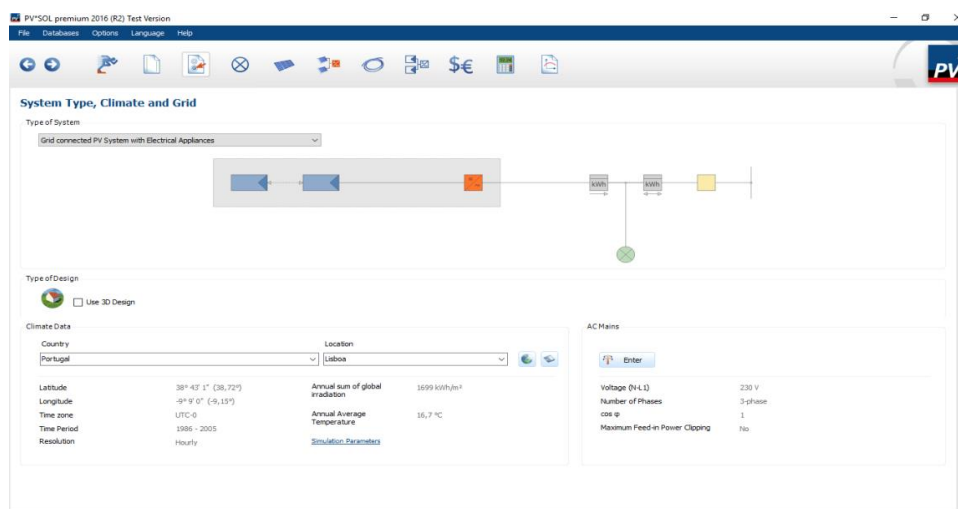 PV*SOL premium 2016 (R2) Test Version
File Databases Options Language Help
$€
PV
System Type, Climate and Grid
Type of System
Grid connected PV System with Electrical Appliances
kWh kWh
Type of Design
Use 3D Design
Climate Data
Country Location
Portugal Lisboa
Latitude 38° 43' 1" (38,72°) Annual sum of global irradiation 1699 kWh/m²
Longitude -9° 9' 0" (-9,15°)
Time zone UTC-0 Annual Average Temperature 16,7 °C
Time Period 1986 - 2005
Resolution Hourly Simulation Parameters
AC Mains
Enter
Voltage (N-L1) 230 V
Number of Phases 3-phase
cos φ 1
Maximum Feed-in Power Clipping No